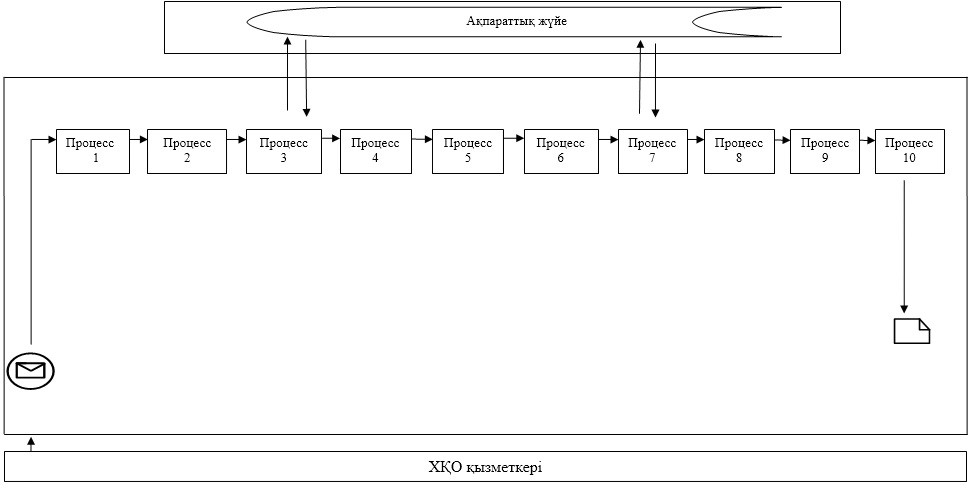 Ақпараттық жүйе
Процесс
1
Процесс
2
Процесс
3
Процесс
4
Процесс
5
Процесс
6
Процесс
7
Процесс
8
Процесс
9
Процесс
10
ХҚО қызметкері